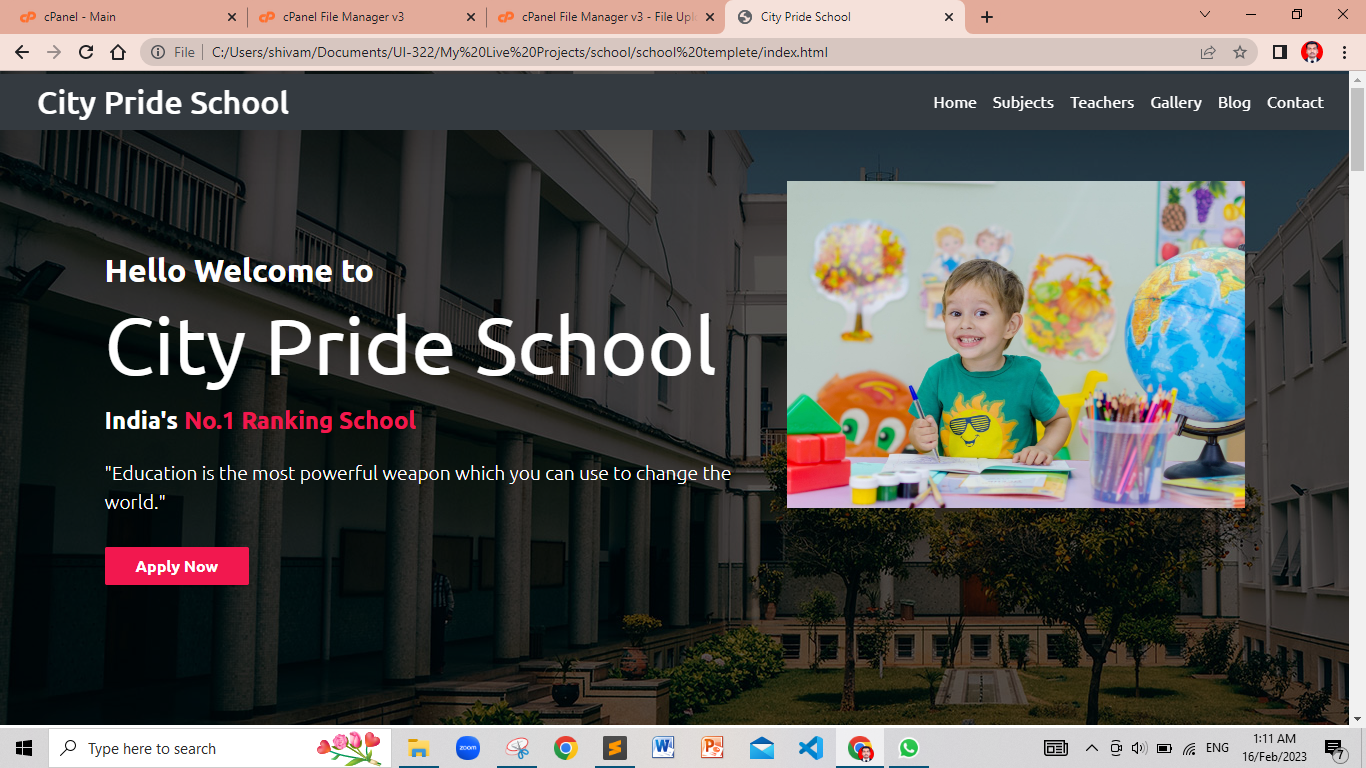 cPanel - Main
cPanel File Manager v3
cPanel File Manager v3 - File Upl
City Pride School
File
C:/Users/shivam/Documents/UI-322/My%20Live%20Projects/school/school%20templete/index.html
City Pride School
Home Subjects Teachers Gallery Blog Contact
Hello Welcome to
City Pride School
India's No.1 Ranking School
"Education is the most powerful weapon which you can use to change the
world."
Apply Now
Type here to search
zoom
ENG
1:11 AM
16/Feb/2023
7